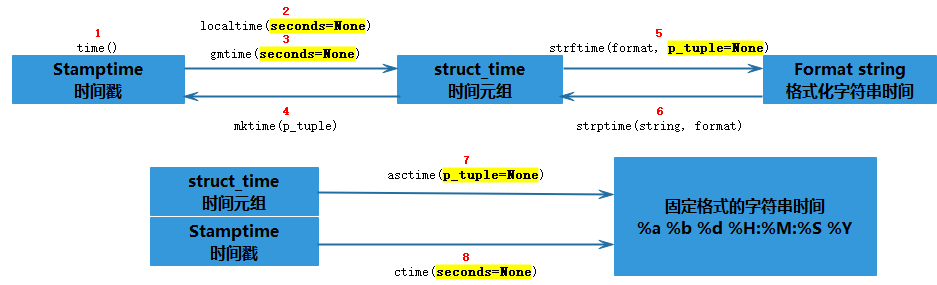 2
localtime(seconds=None)
1
3
5
time()
gmtime(seconds=None)
strftime(format, p_tuple=None)
Stamptime
时间戳
struct_time
时间元组
Format string
格式化字符串时间
4
6
mktime(p_tuple)
strptime(string, format)
7
asctime(p_tuple=None)
struct_time
时间元组
Stamptime
时间戳
固定格式的字符串时间
%a %b %d %H:%M:%S %Y
8
ctime(seconds=None)